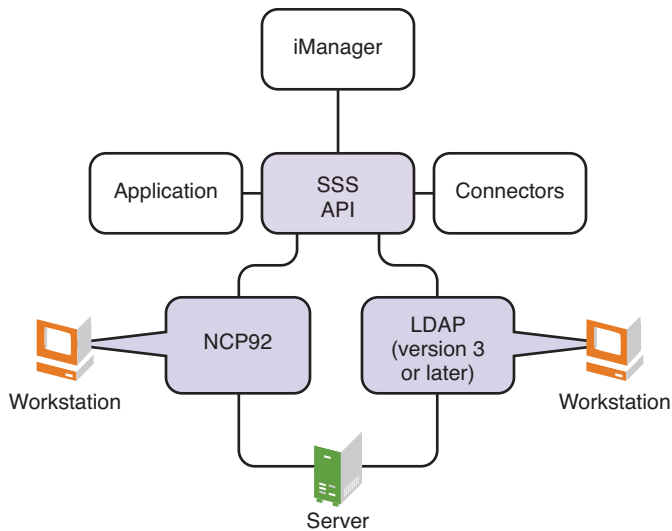 iManager
Application
SSS
API
Connectors
NCP92
LDAP
(version 3
or later)
Workstation
Workstation
Server